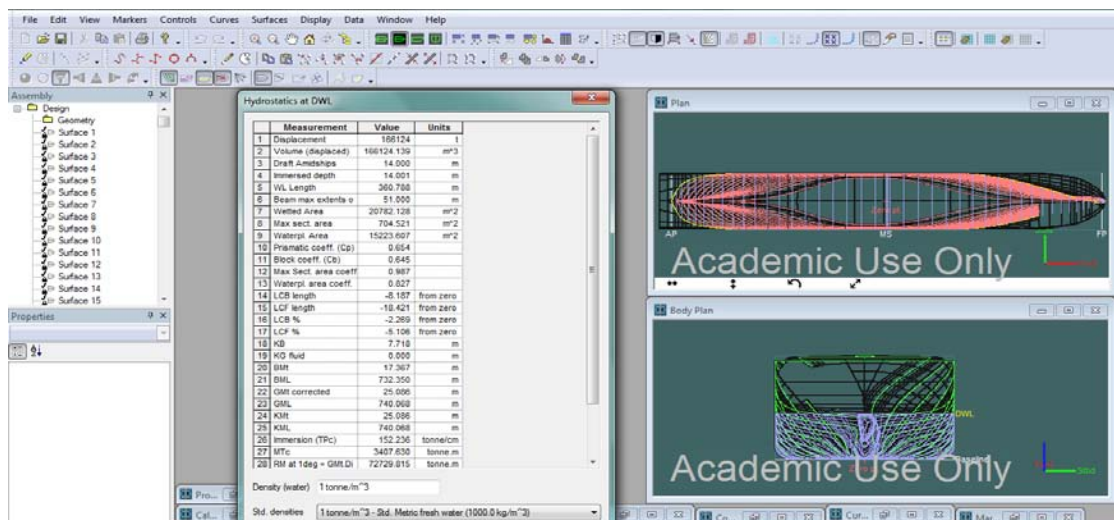 File Edit View Markers Controls Curves Surfaces Display Data Window Help
Assembly
Design
Geometry
Surface 1
Surface 2
Surface 3
Surface 4
Surface 5
Surface 6
Surface 7
Surface 8
Surface 9
Surface 10
Surface 11
Surface 12
Surface 13
Surface 14
Surface 15
Properties
Hydrostatics at DWL
Measurement Value Units
1 Displacement 166124 t
2 Volume (displaced) 166124.139 m^3
3 Draft Amidships 14.000 m
4 Immersed depth 14.001 m
5 WL Length 360.788 m
6 Beam max extents o 51.000 m
7 Wetted Area 20782.128 m^2
8 Max sect. area 704.521 m^2
9 Waterpl. Area 15223.607 m^2
10 Prismatic coeff. (Cp) 0.654
11 Block coeff. (Cb) 0.645
12 Max Sect. area coeff 0.987
13 Waterpl. area coeff. 0.827
14 LCB length -8.187 from zero
15 LCF length -18.421 from zero
16 LCB % -2.269 from zero
17 LCF % -5.106 from zero
18 KB 7.718 m
19 KG fluid 0.000 m
20 BMt 17.367 m
21 BML 732.350 m
22 GMt corrected 25.086 m
23 GML 740.068 m
24 KMt 25.086 m
25 KML 740.068 m
26 Immersion (TPc) 152.236 tonne/cm
27 MTc 3407.630 tonne.m
28 RM at 1deg = GMt.Di 72729.815 tonne.m
Density (water) 1 tonne/m^3
Std. densities 1 tonne/m^3 - Std. Metric fresh water (1000.0 kg/m^3)
Plan
AP MS FP
Academic Use Only
Body Plan
DWL
Academic Use Only
Pro...
Cal...
Co...
Cur...
Mar...